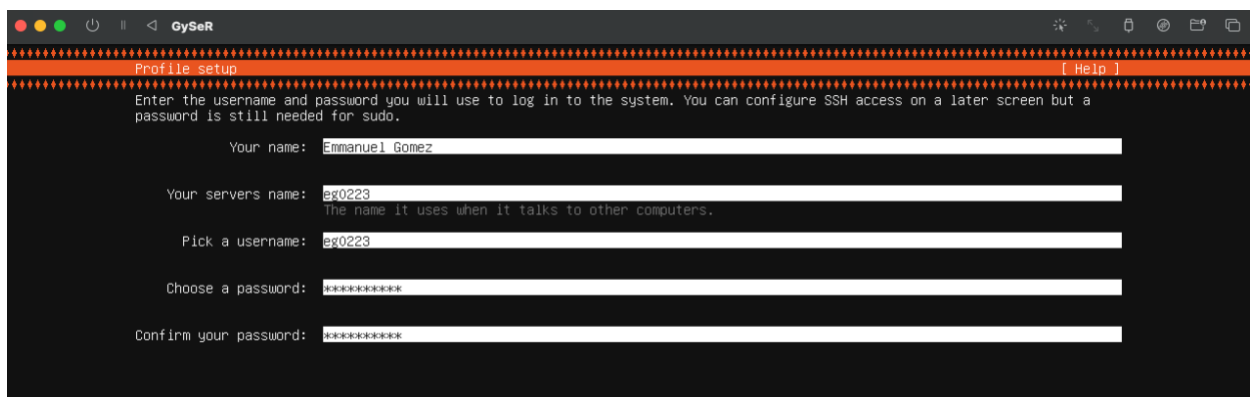 GySeR
Profile setup [ Help ]
Enter the username and password you will use to log in to the system. You can configure SSH access on a later screen but a
password is still needed for sudo.
Your name: Emmanuel Gomez
Your servers name: eg0223
The name it uses when it talks to other computers.
Pick a username: eg0223
Choose a password: **********
Confirm your password: **********